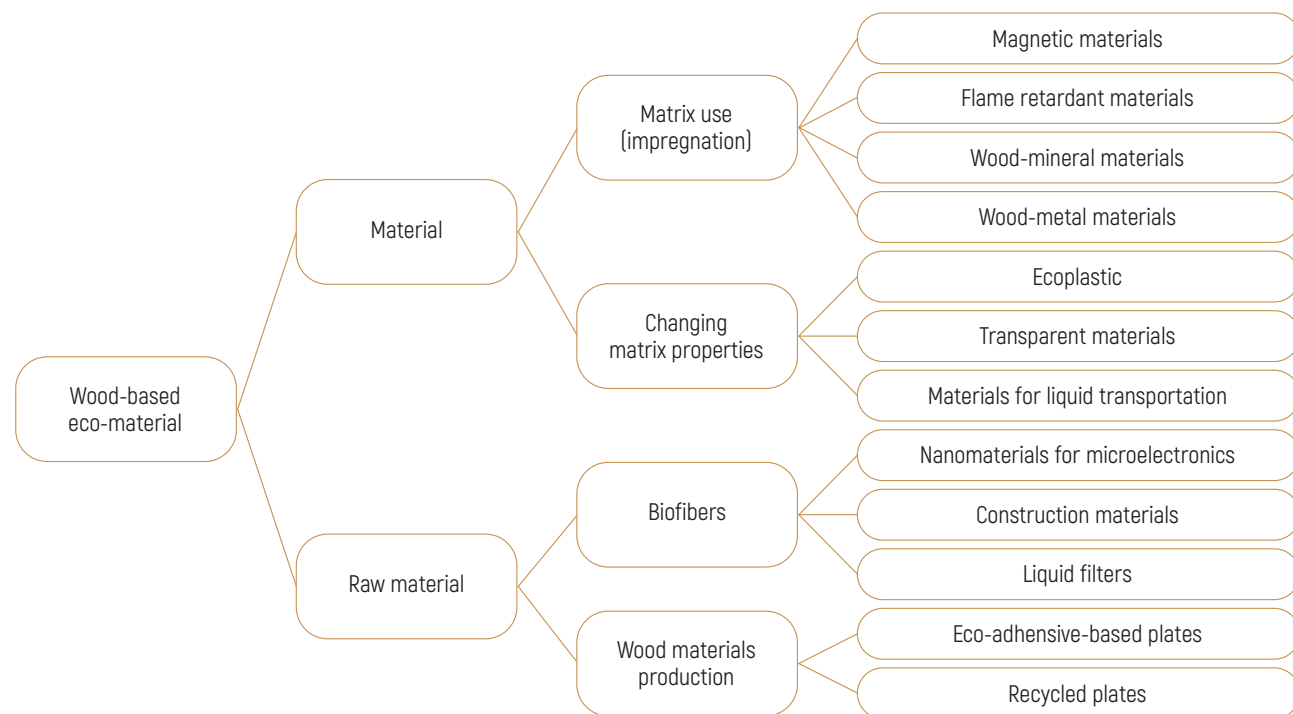 Magnetic materials
Flame retardant materials
Matrix use
(impregnation)
Wood-mineral materials
Wood-metal materials
Material
Ecoplastic
Changing
matrix properties
Transparent materials
Materials for liquid transportation
Wood-based
eco-material
Nanomaterials for microelectronics
Biofibers
Construction materials
Liquid filters
Raw material
Eco-adhensive-based plates
Wood materials
production
Recycled plates